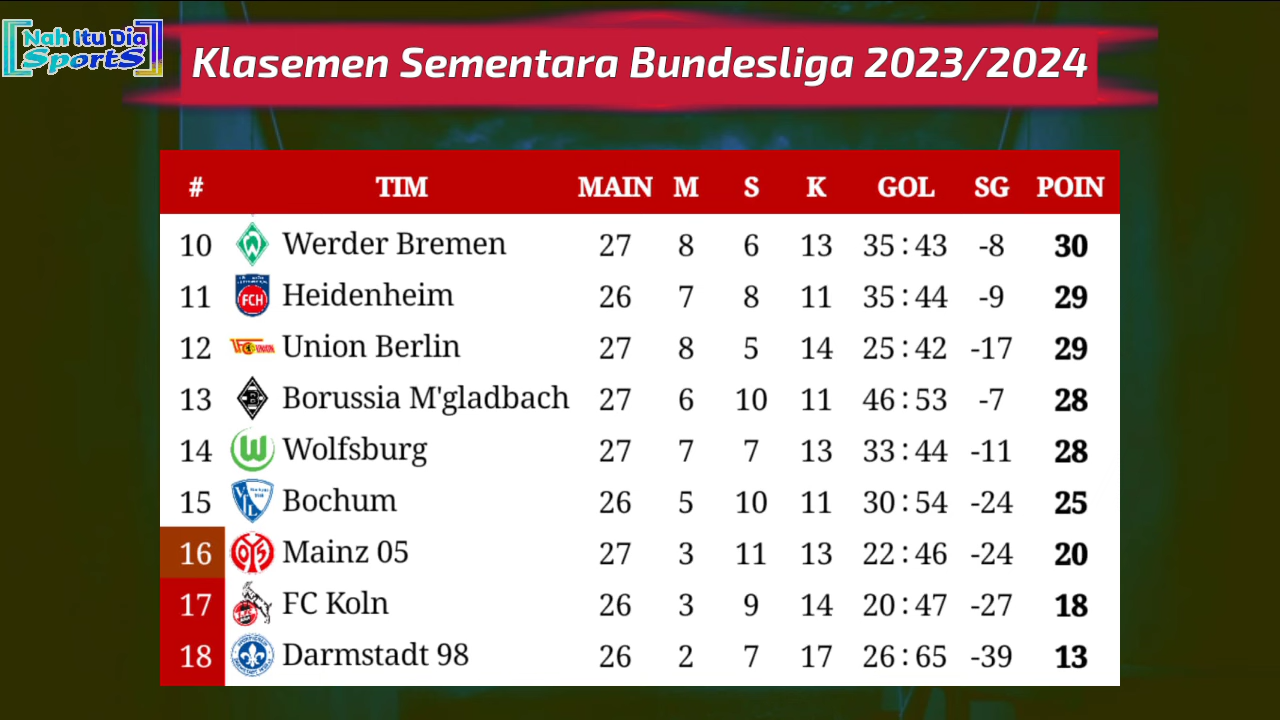 Nah Itu Dia
SportS
Klasemen Sementara Bundesliga 2023/2024
# TIM MAIN M S K GOL SG POIN
10 Werder Bremen 27 8 6 13 35:43 -8 30
11 FCH Heidenheim 26 7 8 11 35:44 -9 29
12 UNION Union Berlin 27 8 5 14 25:42 -17 29
13 Borussia M'gladbach 27 6 10 11 46:53 -7 28
14 Wolfsburg 27 7 7 13 33:44 -11 28
15 VfL Bochum 26 5 10 11 30:54 -24 25
16 Mainz 05 27 3 11 13 22:46 -24 20
17 FC Koln 26 3 9 14 20:47 -27 18
18 Darmstadt 98 26 2 7 17 26:65 -39 13